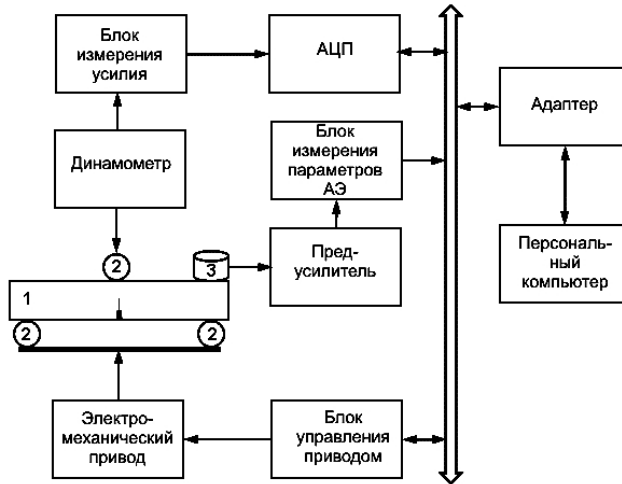 Блок
измерения
усилия
АЦП
Адаптер
Динамометр
Блок
измерения
параметров
АЭ
Пред-
усилитель
Персональ-
ный
компьютер
2
3
1
2
2
Электро-
механический
привод
Блок
управления
приводом